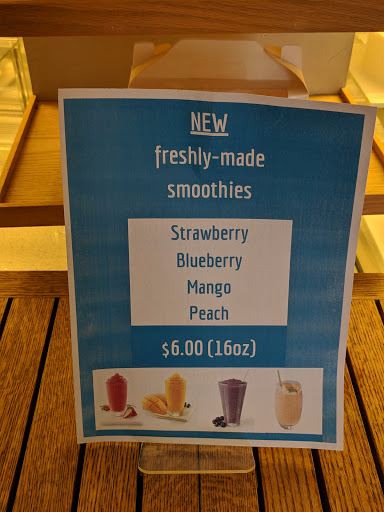 NEW
freshly-made
smoothies
Strawberry
Blueberry
Mango
Peach
$6.00 (16oz)